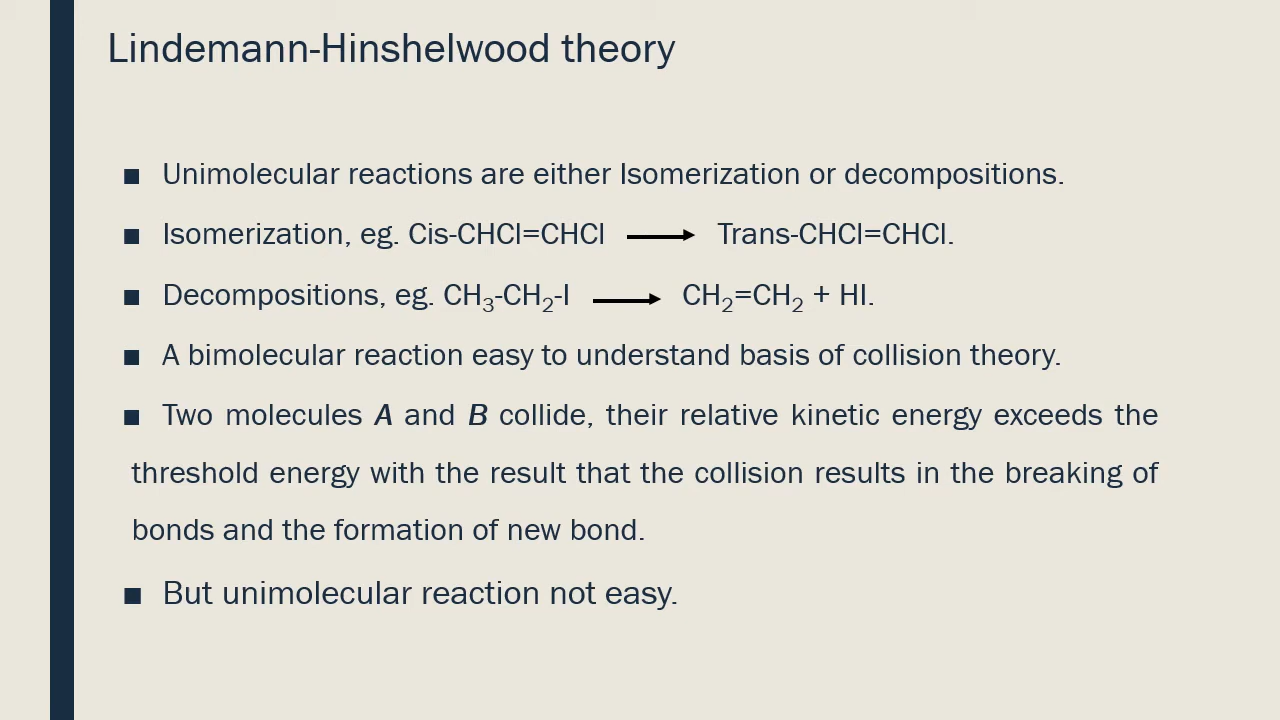 Lindemann-Hinshelwood theory
■ Unimolecular reactions are either Isomerization or decompositions.
■ Isomerization, eg. Cis-CHCl=CHCl ⟶ Trans-CHCl=CHCl.
■ Decompositions, eg. CH₃-CH₂-I ⟶ CH₂=CH₂ + HI.
■ A bimolecular reaction easy to understand basis of collision theory.
■ Two molecules A and B collide, their relative kinetic energy exceeds the
threshold energy with the result that the collision results in the breaking of
bonds and the formation of new bond.
■ But unimolecular reaction not easy.